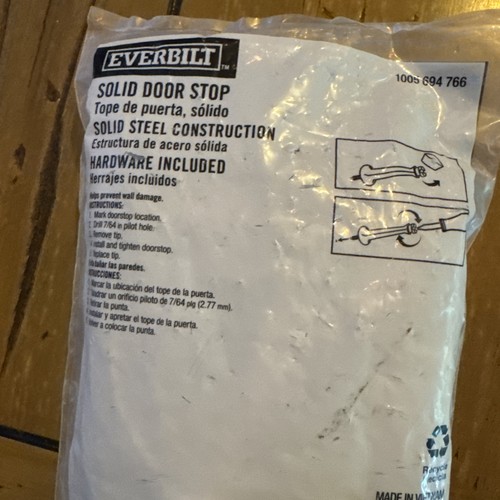 EVERBILT TM
1005 694 766
SOLID DOOR STOP
Tope de puerta, sólido
SOLID STEEL CONSTRUCTION
Estructura de acero sólida
HARDWARE INCLUDED
Herrajes incluidos
Helps prevent wall damage.
INSTRUCTIONS:
Mark doorstop location.
Drill 7/64 in pilot hole.
Remove tip.
Install and tighten doorstop.
Replace tip.
dañar las paredes.
Marcar la ubicación del tope de la puerta.
un orificio piloto de 7/64 plg (2.77 mm).
la punta.
y apretar el tope de la puerta.
a colocar la punta.
MADE IN